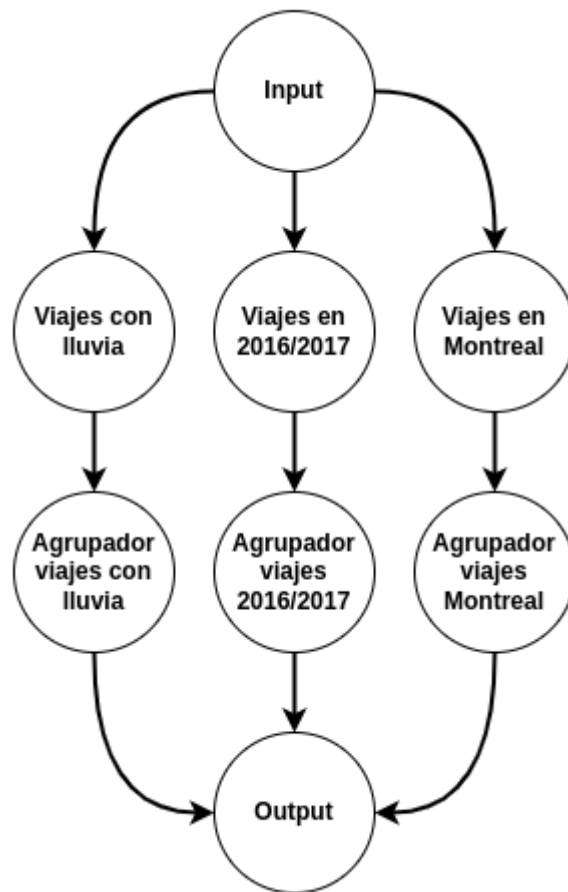 Input
Viajes con
lluvia
Viajes en
2016/2017
Viajes en
Montreal
Agrupador
viajes con
lluvia
Agrupador
viajes
2016/2017
Agrupador
viajes
Montreal
Output